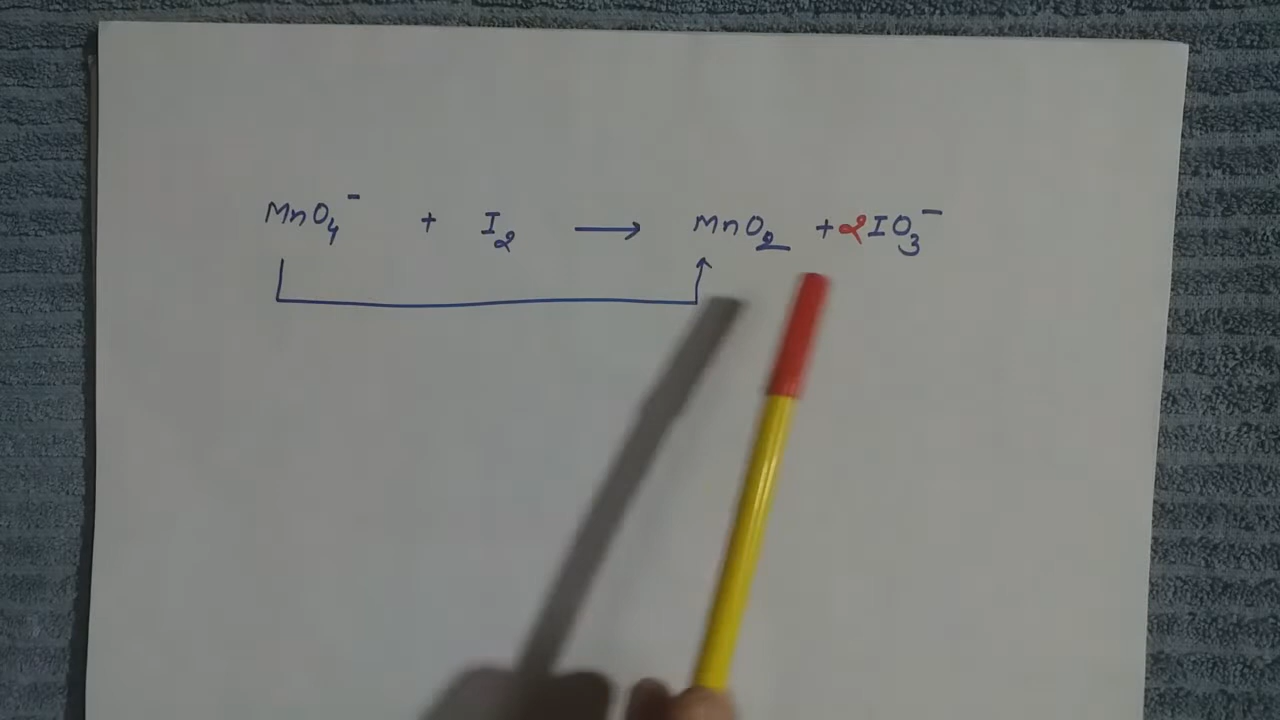 MnO₄⁻ + I₂ ⟶ MnO₂ + 2IO₃⁻